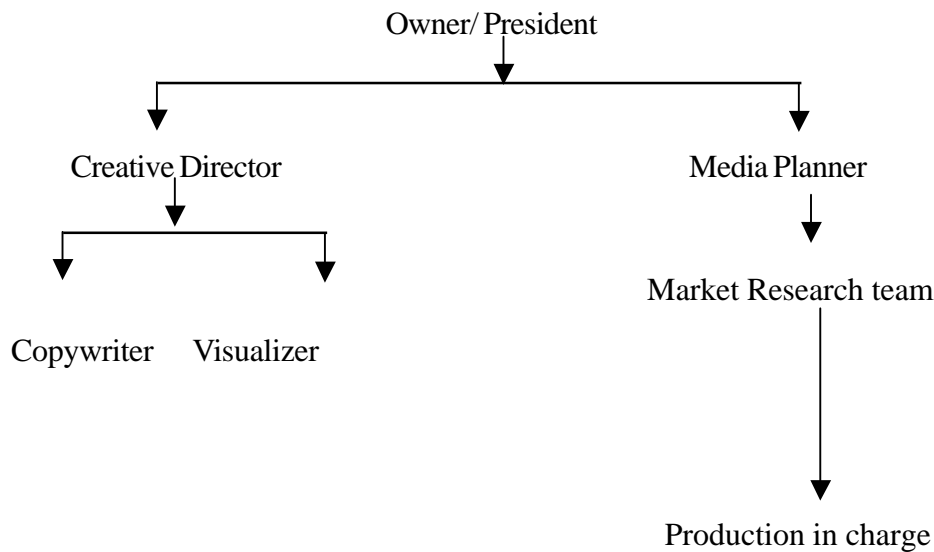 Owner/ President
Creative Director
Media Planner
Market Research team
Copywriter
Visualizer
Production in charge